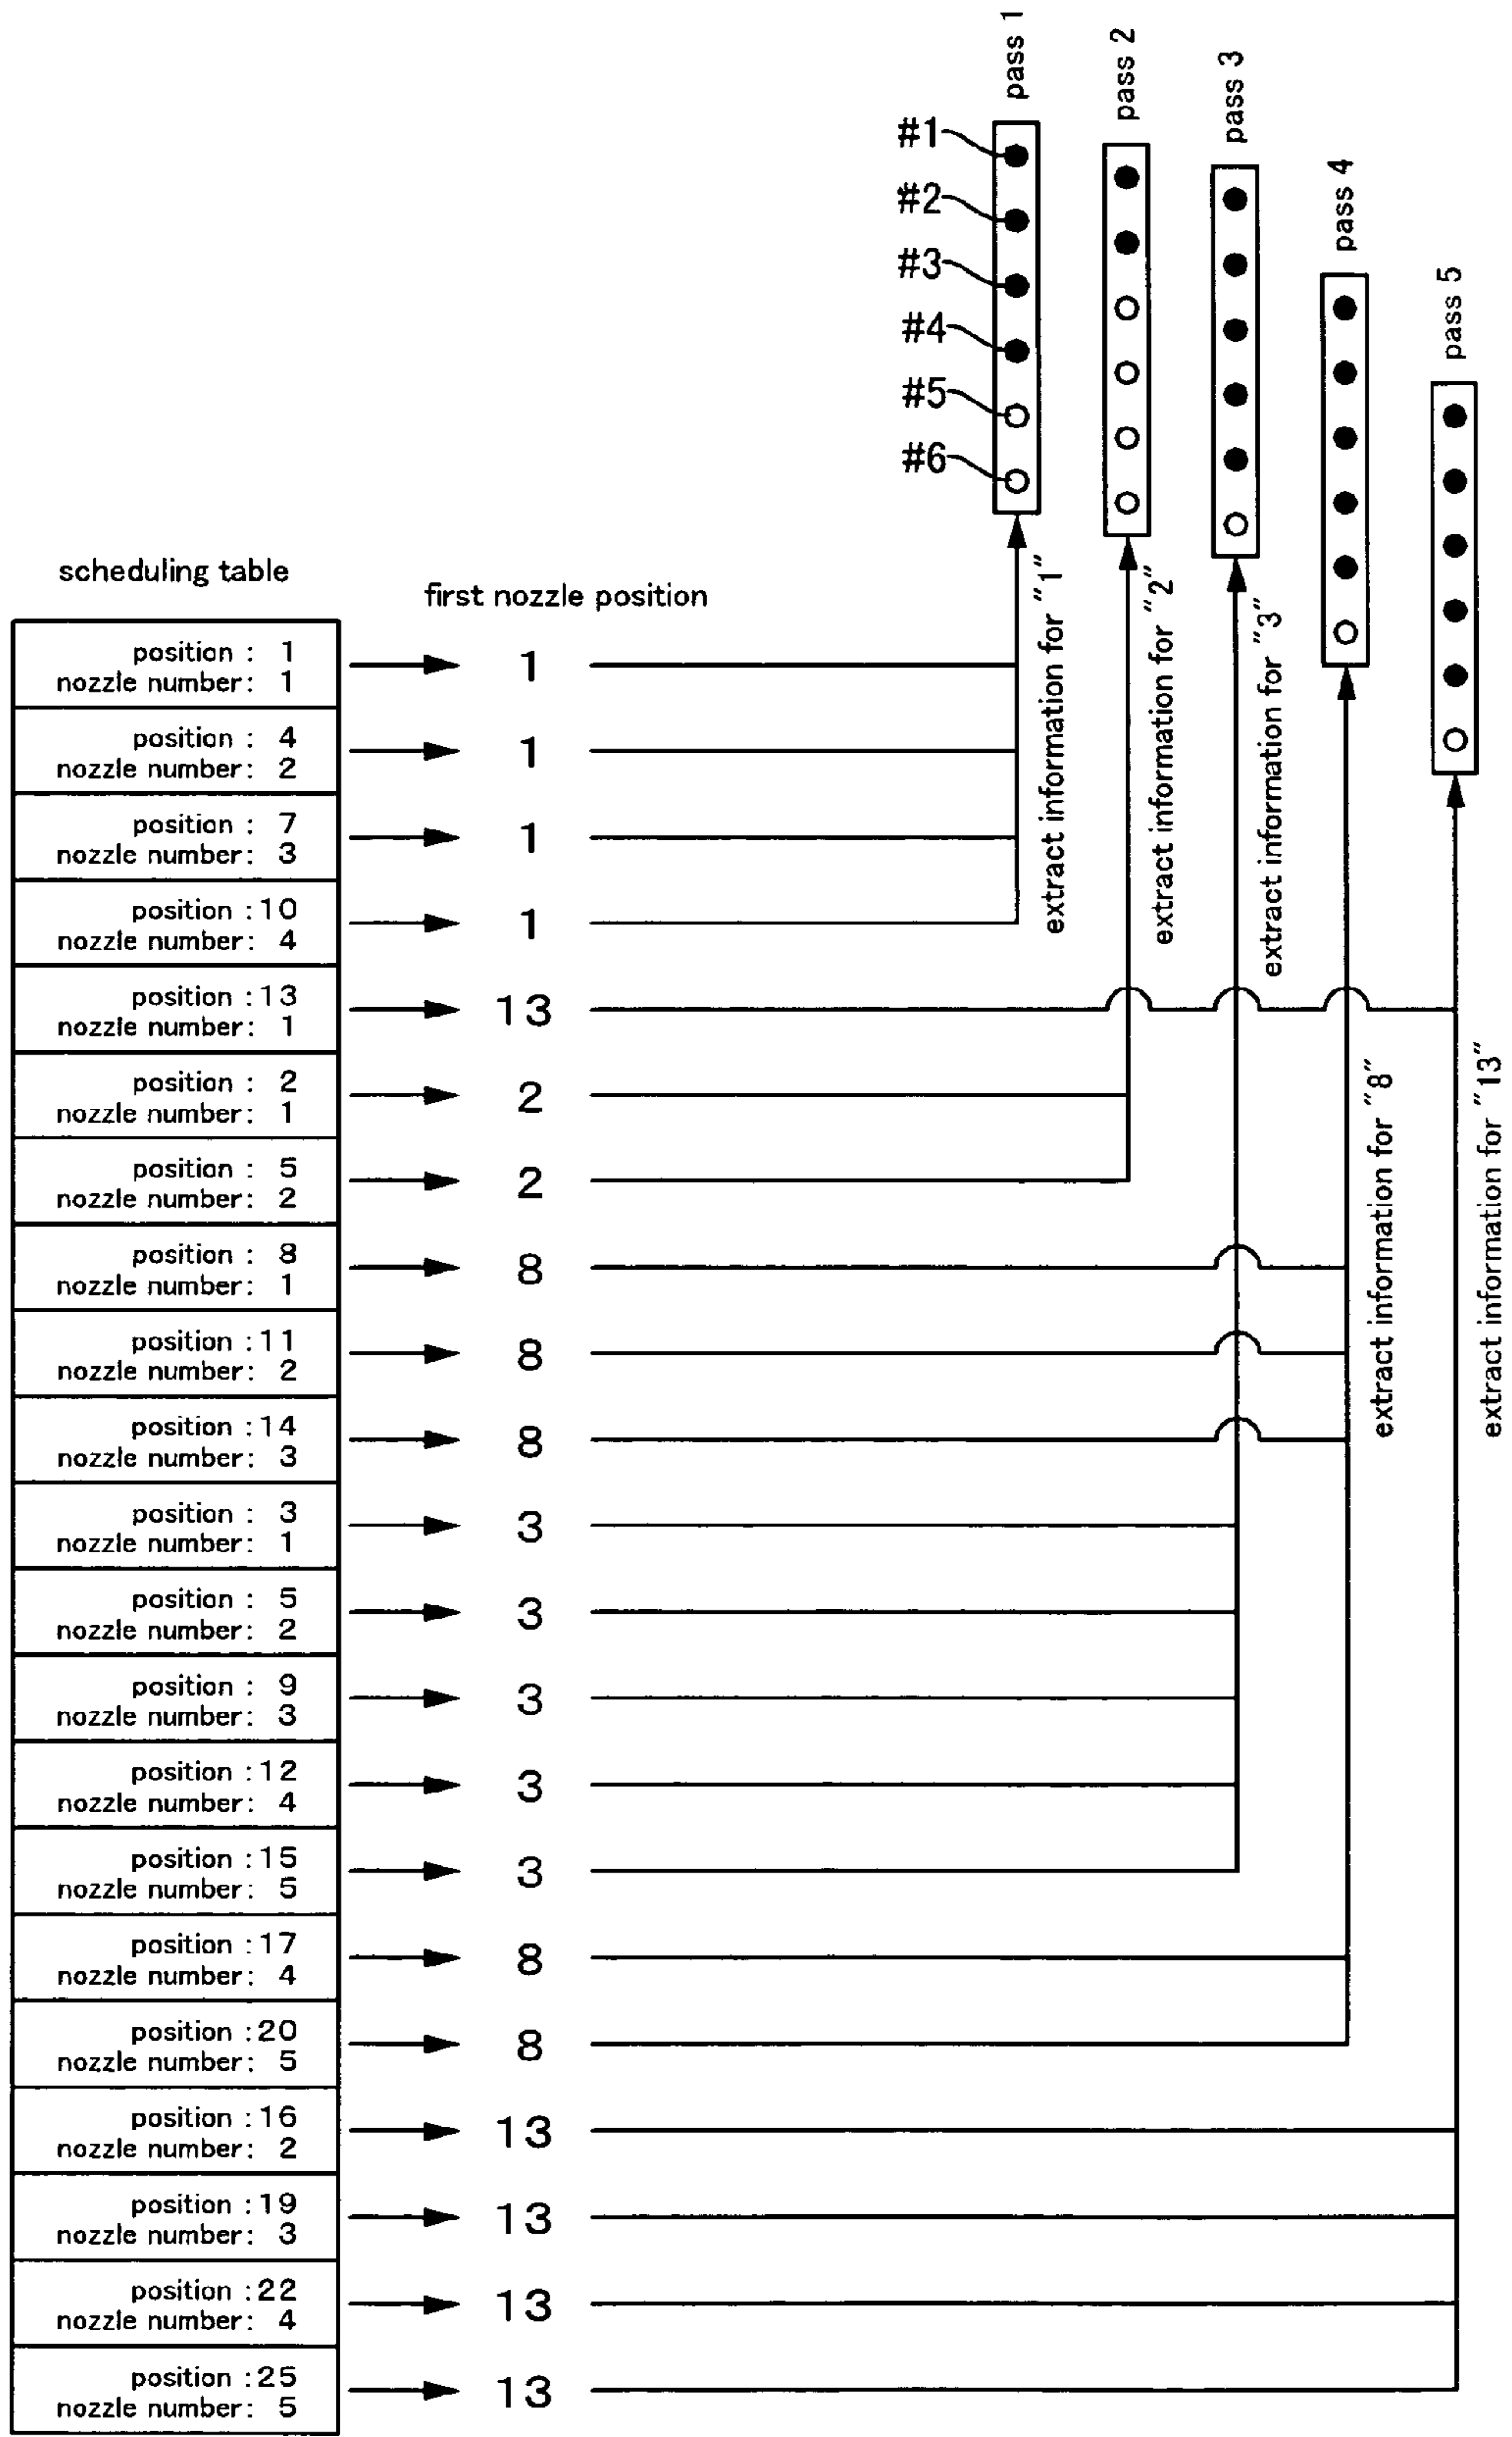 pass 1
pass 2
pass 3
pass 4
pass 5
#1
#2
#3
#4
#5
#6
scheduling table
first nozzle position
extract information for "1"
extract information for "2"
extract information for "3"
extract information for "8"
extract information for "13"
position : 1
nozzle number: 1
1
position : 4
nozzle number: 2
1
position : 7
nozzle number: 3
1
position :10
nozzle number: 4
1
position :13
nozzle number: 1
13
position : 2
nozzle number: 1
2
position : 5
nozzle number: 2
2
position : 8
nozzle number: 1
8
position :11
nozzle number: 2
8
position :14
nozzle number: 3
8
position : 3
nozzle number: 1
3
position : 5
nozzle number: 2
3
position : 9
nozzle number: 3
3
position :12
nozzle number: 4
3
position :15
nozzle number: 5
3
position :17
nozzle number: 4
8
position :20
nozzle number: 5
8
position :16
nozzle number: 2
13
position :19
nozzle number: 3
13
position :22
nozzle number: 4
13
position :25
nozzle number: 5
13